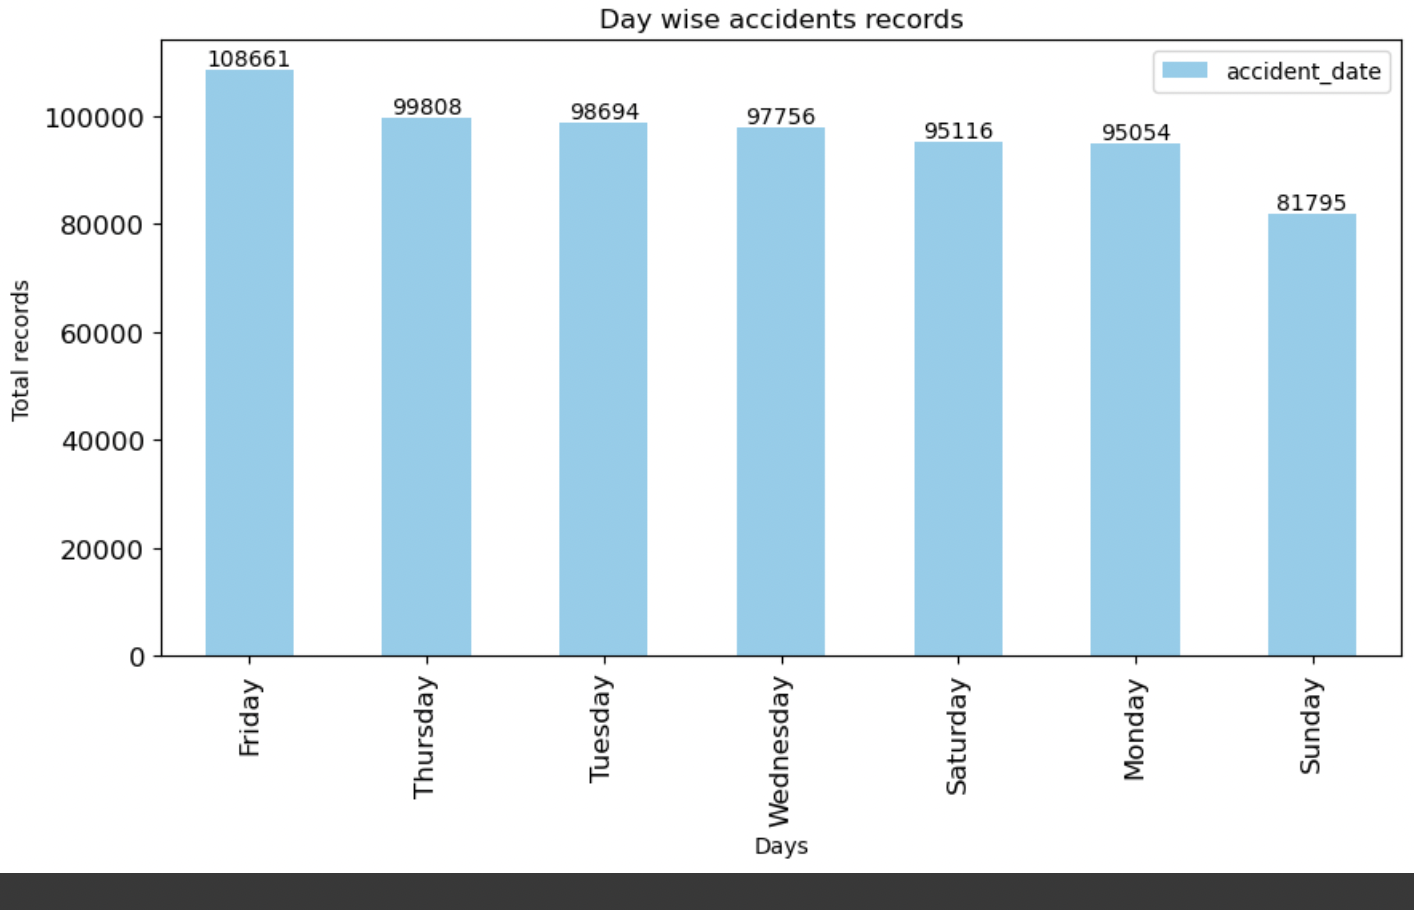 Day wise accidents records
accident_date
108661
99808
98694
97756
95116
95054
81795
100000
80000
60000
40000
20000
0
Total records
Friday
Thursday
Tuesday
Wednesday
Saturday
Monday
Sunday
Days